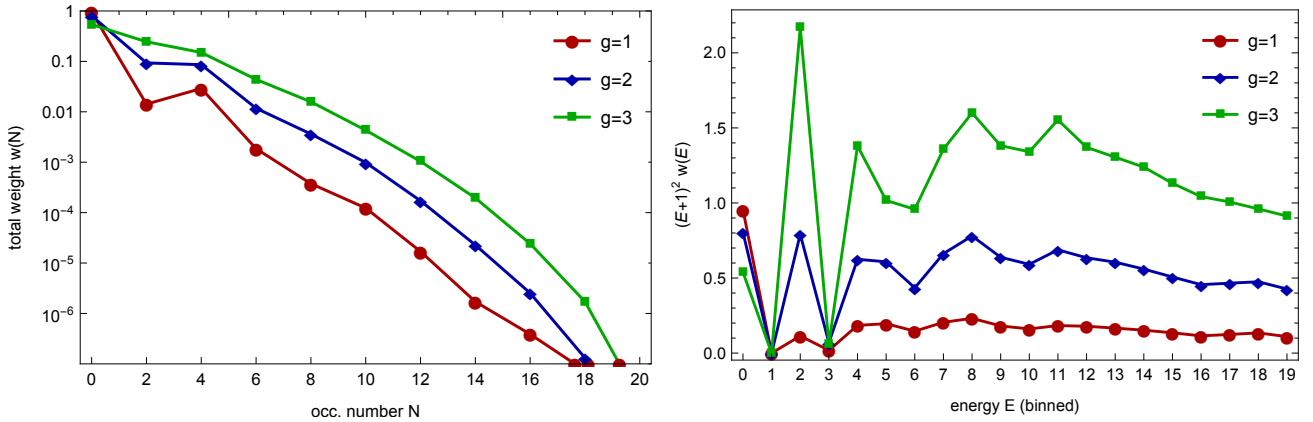 1
0.1
0.01
10⁻³
10⁻⁴
10⁻⁵
10⁻⁶
total weight w(N)
0 2 4 6 8 10 12 14 16 18 20
occ. number N
g=1
g=2
g=3
2.0
1.5
1.0
0.5
0.0
(E+1)² w(E)
0 1 2 3 4 5 6 7 8 9 10 11 12 13 14 15 16 17 18 19
energy E (binned)
g=1
g=2
g=3